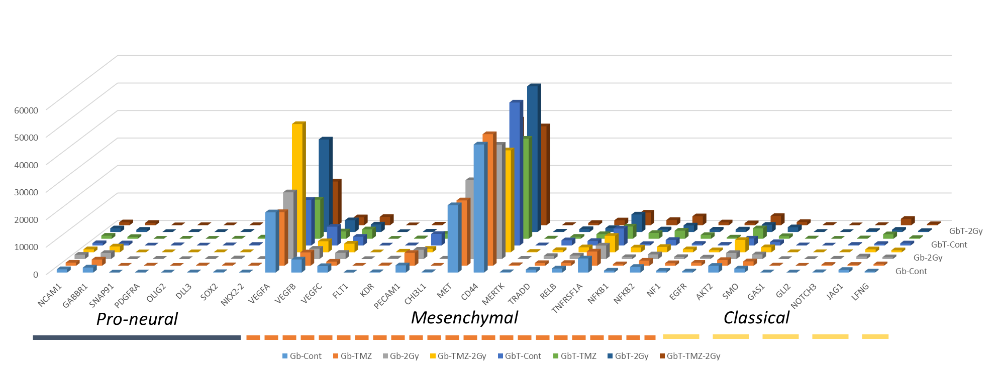 60000
50000
40000
30000
20000
10000
0
GbT-2Gy
GbT-Cont
Gb-2Gy
Gb-Cont
NCAM1
GABBR1
SNAP91
PDGFRA
OLIG2
DLL3
SOX2
NKX2-2
VEGFA
VEGFB
VEGFC
FLT1
KDR
PECAM1
CHI3L1
MET
CD44
MERTK
TRADD
RELB
TNFRSF1A
NFKB1
NFKB2
NF1
EGFR
AKT2
SMO
GAS1
GLI2
NOTCH3
JAG1
LFNG
Pro-neural Mesenchymal Classical
Gb-Cont Gb-TMZ Gb-2Gy Gb-TMZ-2Gy GbT-Cont GbT-TMZ GbT-2Gy GbT-TMZ-2Gy